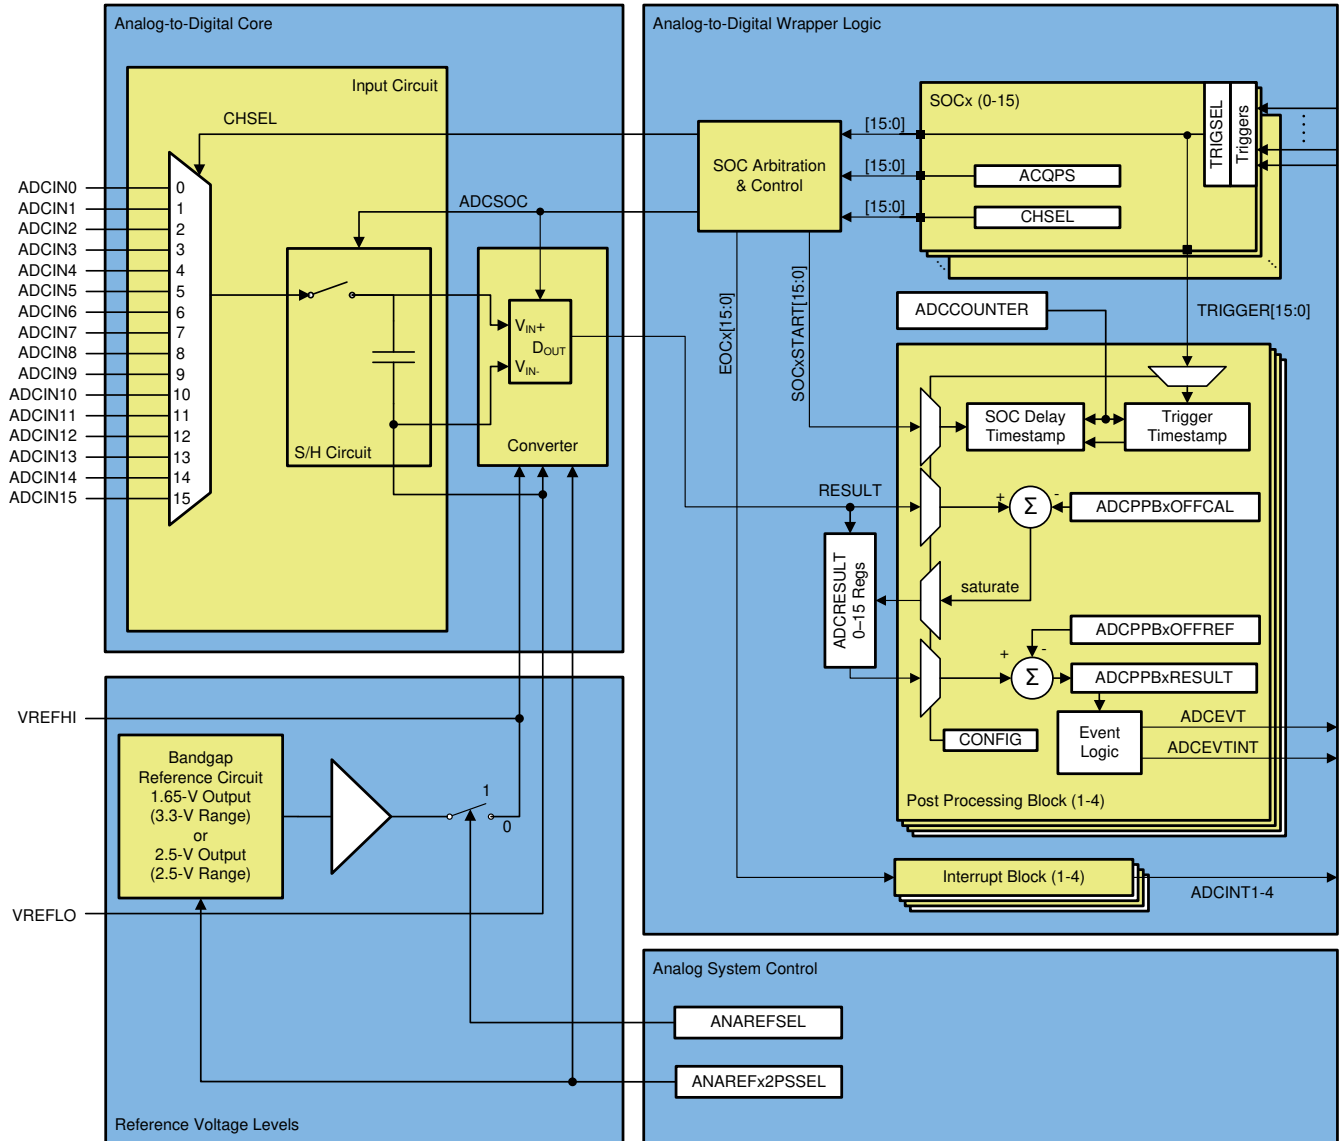 Analog-to-Digital Core
Input Circuit
CHSEL
ADCIN0 0
ADCIN1 1
ADCIN2 2
ADCIN3 3
ADCIN4 4
ADCIN5 5
ADCIN6 6
ADCIN7 7
ADCIN8 8
ADCIN9 9
ADCIN10 10
ADCIN11 11
ADCIN12 12
ADCIN13 13
ADCIN14 14
ADCIN15 15
ADCSOC
S/H Circuit
VIN+
DOUT
VIN-
Converter
Analog-to-Digital Wrapper Logic
SOC Arbitration
& Control
[15:0]
[15:0]
[15:0]
SOCx (0-15)
ACQPS
CHSEL
TRIGSEL
Triggers
EOCx[15:0]
SOCxSTART[15:0]
ADCCOUNTER
TRIGGER[15:0]
SOC Delay
Timestamp
Trigger
Timestamp
RESULT
+
Σ
-
ADCPPBxOFFCAL
ADCRESULT
0–15 Regs
saturate
ADCPPBxOFFREF
+
-
Σ
ADCPPBxRESULT
CONFIG
Event
Logic
ADCEVT
ADCEVTINT
Post Processing Block (1-4)
Interrupt Block (1-4)
ADCINT1-4
VREFHI
Bandgap
Reference Circuit
1.65-V Output
(3.3-V Range)
or
2.5-V Output
(2.5-V Range)
1
0
VREFLO
Reference Voltage Levels
Analog System Control
ANAREFSEL
ANAREFx2PSSEL